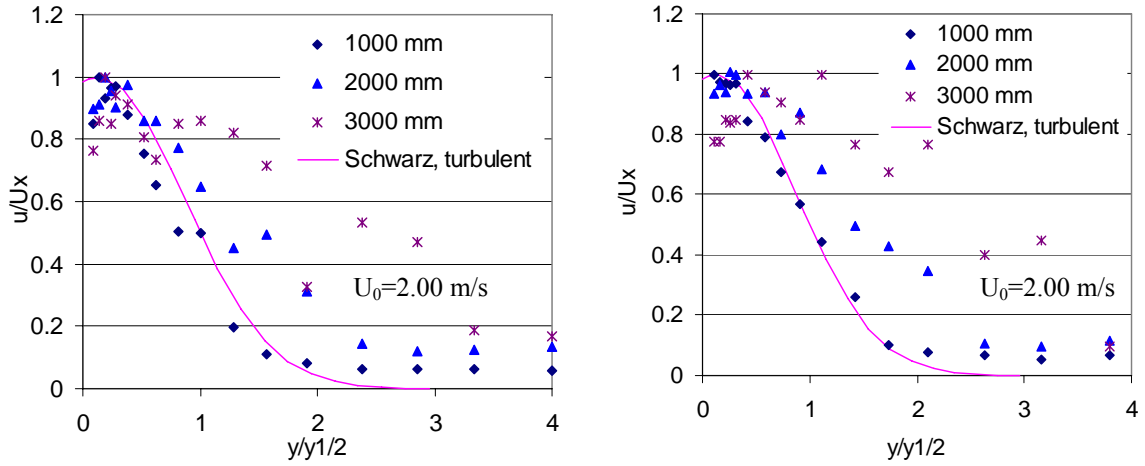 1.2
1
0.8
0.6
0.4
0.2
0
u/Ux
1000 mm
2000 mm
3000 mm
Schwarz, turbulent
U₀=2.00 m/s
0 1 2 3 4
y/y1/2
1.2
1
0.8
0.6
0.4
0.2
0
u/Ux
1000 mm
2000 mm
3000 mm
Schwarz, turbulent
U₀=2.00 m/s
0 1 2 3 4
y/y1/2